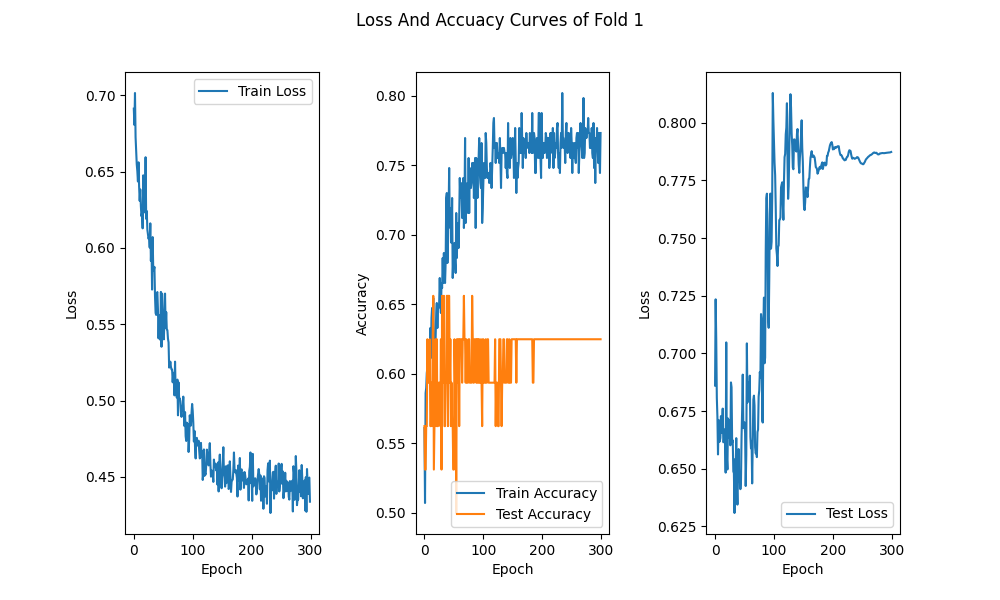 Loss And Accuacy Curves of Fold 1
0.70
0.65
0.60
0.55
0.50
0.45
Loss
0 100 200 300
Epoch
Train Loss
0.80
0.75
0.70
0.65
0.60
0.55
0.50
Accuracy
0 100 200 300
Epoch
Train Accuracy
Test Accuracy
0.800
0.775
0.750
0.725
0.700
0.675
0.650
0.625
Loss
0 100 200 300
Epoch
Test Loss